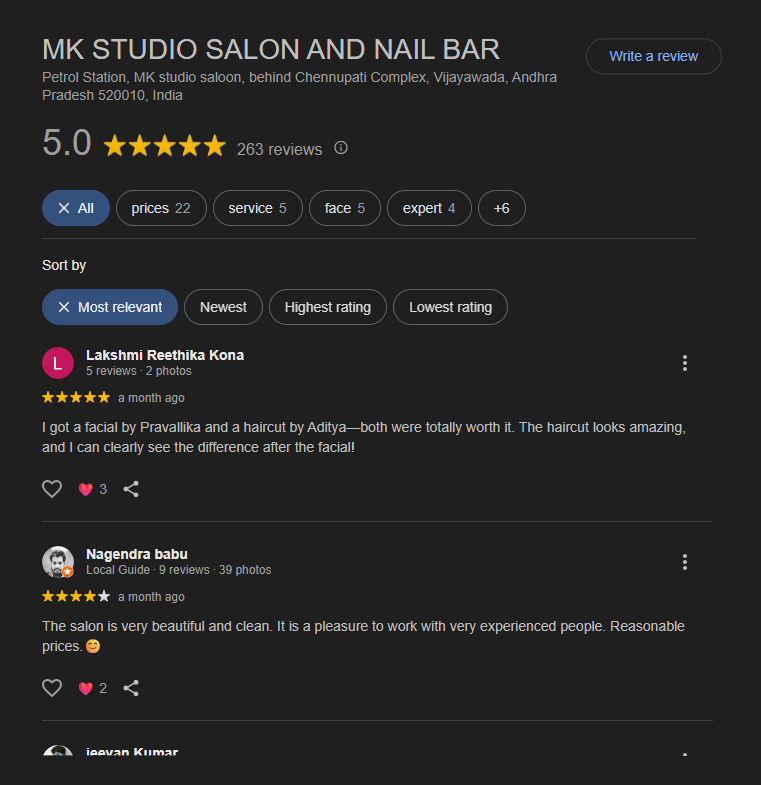 MK STUDIO SALON AND NAIL BAR
Write a review
Petrol Station, MK studio saloon, behind Chennupati Complex, Vijayawada, Andhra
Pradesh 520010, India
5.0 263 reviews
All prices 22 service 5 face 5 expert 4 +6
Sort by
Most relevant Newest Highest rating Lowest rating
L
Lakshmi Reethika Kona
5 reviews · 2 photos
a month ago
I got a facial by Pravallika and a haircut by Aditya—both were totally worth it. The haircut looks amazing,
and I can clearly see the difference after the facial!
3
Nagendra babu
Local Guide · 9 reviews · 39 photos
a month ago
The salon is very beautiful and clean. It is a pleasure to work with very experienced people. Reasonable
prices.😊
2
jeevan Kumar